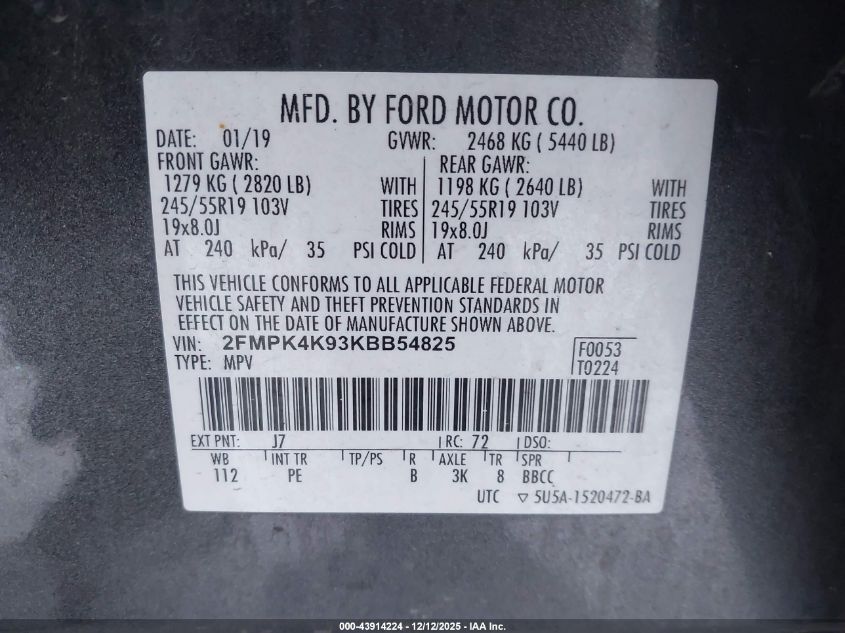 MFD. BY FORD MOTOR CO.
DATE: 01/19 GVWR: 2468 KG ( 5440 LB)
FRONT GAWR: REAR GAWR:
1279 KG ( 2820 LB) WITH 1198 KG ( 2640 LB) WITH
245/55R19 103V TIRES 245/55R19 103V TIRES
19x8.0J RIMS 19x8.0J RIMS
AT 240 kPa/ 35 PSI COLD AT 240 kPa/ 35 PSI COLD
THIS VEHICLE CONFORMS TO ALL APPLICABLE FEDERAL MOTOR
VEHICLE SAFETY AND THEFT PREVENTION STANDARDS IN
EFFECT ON THE DATE OF MANUFACTURE SHOWN ABOVE.
VIN: 2FMPK4K93KBB54825 F0053
TYPE: MPV T0224
EXT PNT: J7 RC: 72 DSO:
WB INT TR TP/PS R AXLE TR SPR
112 PE B 3K 8 BBCC
UTC ▽ 5U5A-1520472-BA
000-43914224 - 12/12/2025 - IAA Inc.